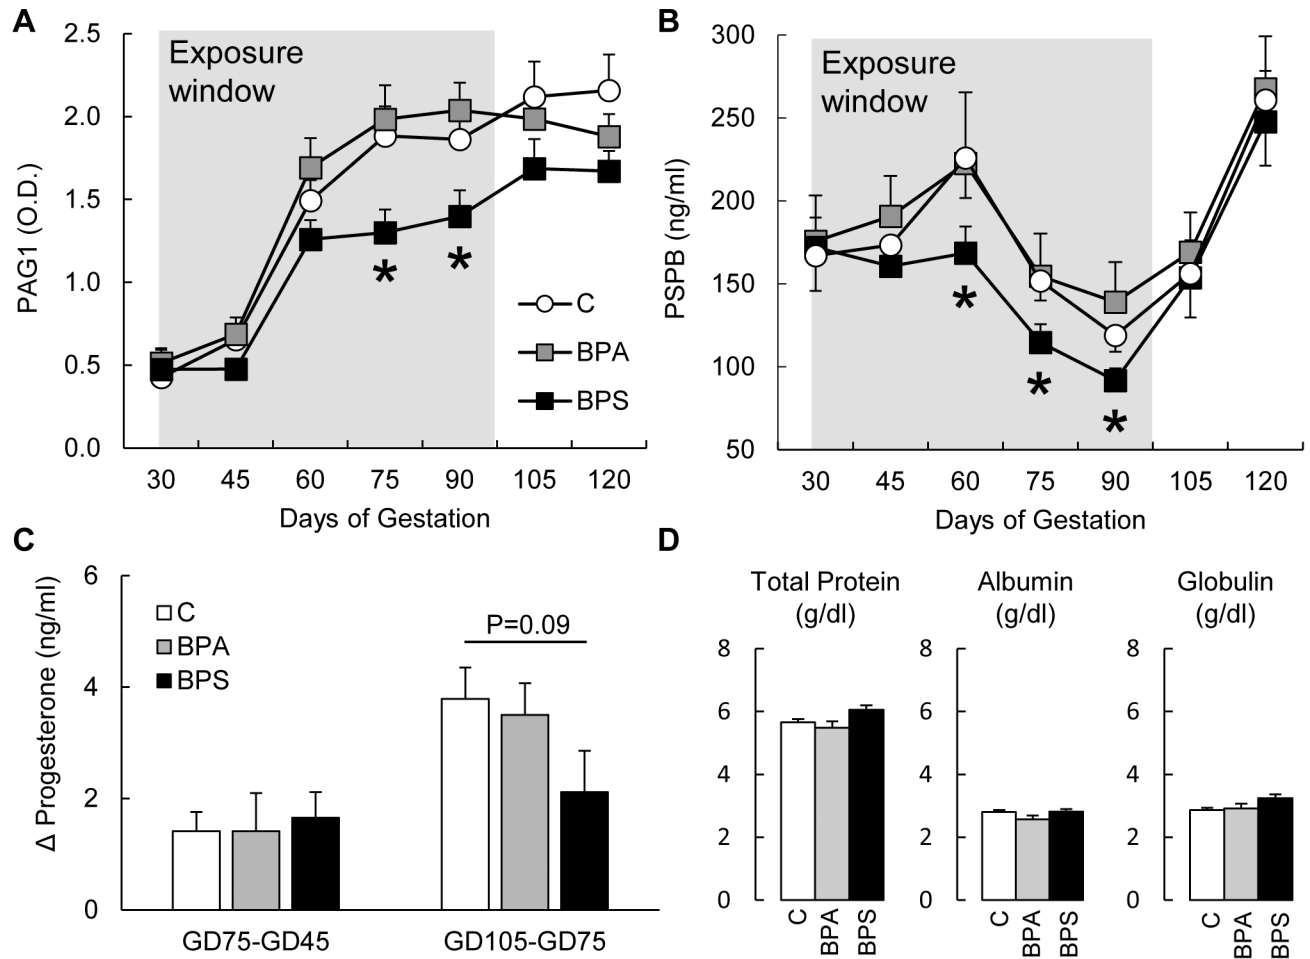 A
2.5
2.0
1.5
1.0
0.5
0.0
PAG1 (O.D.)
Exposure
window
*
*
C
BPA
BPS
30 45 60 75 90 105 120
Days of Gestation
B
300
250
200
150
100
50
PSPB (ng/ml)
Exposure
window
*
*
*
30 45 60 75 90 105 120
Days of Gestation
C
6
4
2
0
Δ Progesterone (ng/ml)
C
BPA
BPS
P=0.09
GD75-GD45 GD105-GD75
D
Total Protein
(g/dl)
8
6
4
2
0
C BPA BPS
Albumin
(g/dl)
8
6
4
2
0
C BPA BPS
Globulin
(g/dl)
8
6
4
2
0
C BPA BPS